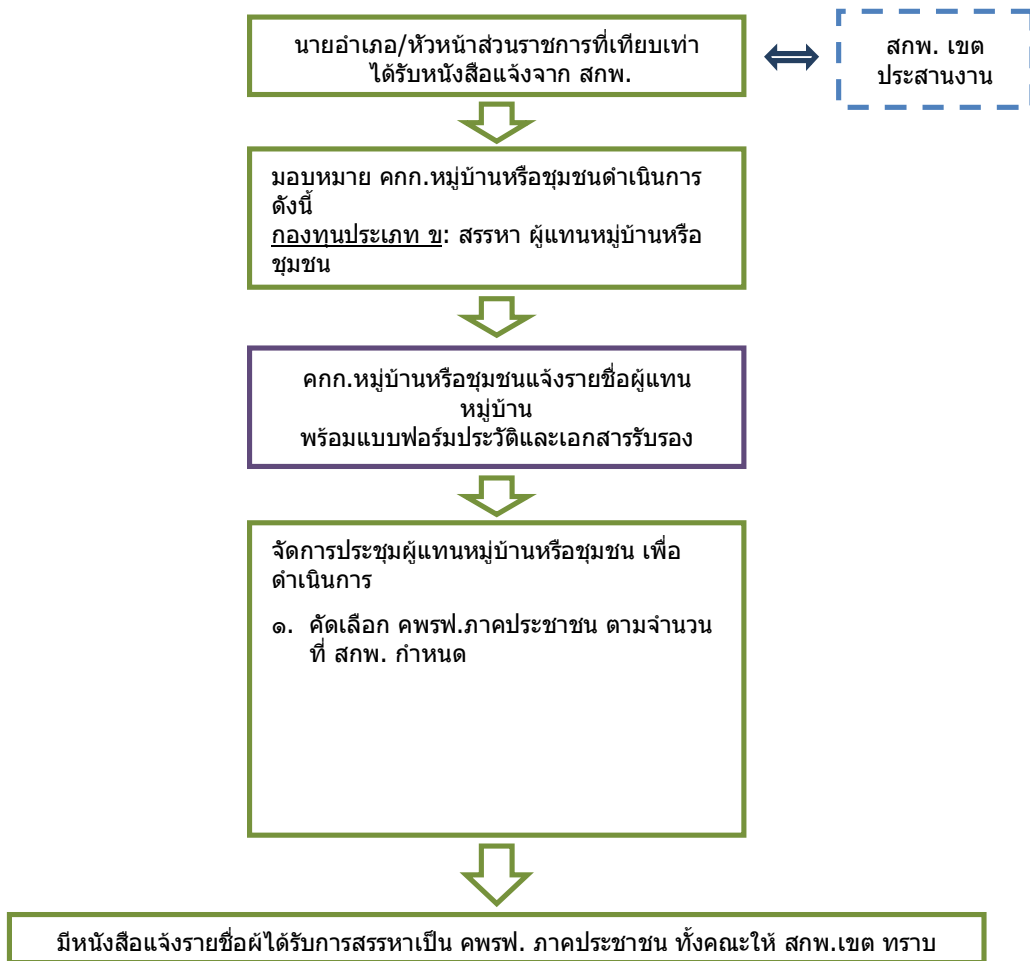 นายอำเภอ/หัวหน้าส่วนราชการที่เทียบเท่า
ได้รับหนังสือแจ้งจาก สกพ.
สกพ. เขต
ประสานงาน
มอบหมาย คกก.หมู่บ้านหรือชุมชนดำเนินการ
ดังนี้
กองทุนประเภท ข: สรรหา ผู้แทนหมู่บ้านหรือ
ชุมชน
คกก.หมู่บ้านหรือชุมชนแจ้งรายชื่อผู้แทน
หมู่บ้าน
พร้อมแบบฟอร์มประวัติและเอกสารรับรอง
จัดการประชุมผู้แทนหมู่บ้านหรือชุมชน เพื่อ
ดำเนินการ
๑. คัดเลือก คพรฟ.ภาคประชาชน ตามจำนวน
ที่ สกพ. กำหนด
มีหนังสือแจ้งรายชื่อผู้ได้รับการสรรหาเป็น คพรฟ. ภาคประชาชน ทั้งคณะให้ สกพ.เขต ทราบ